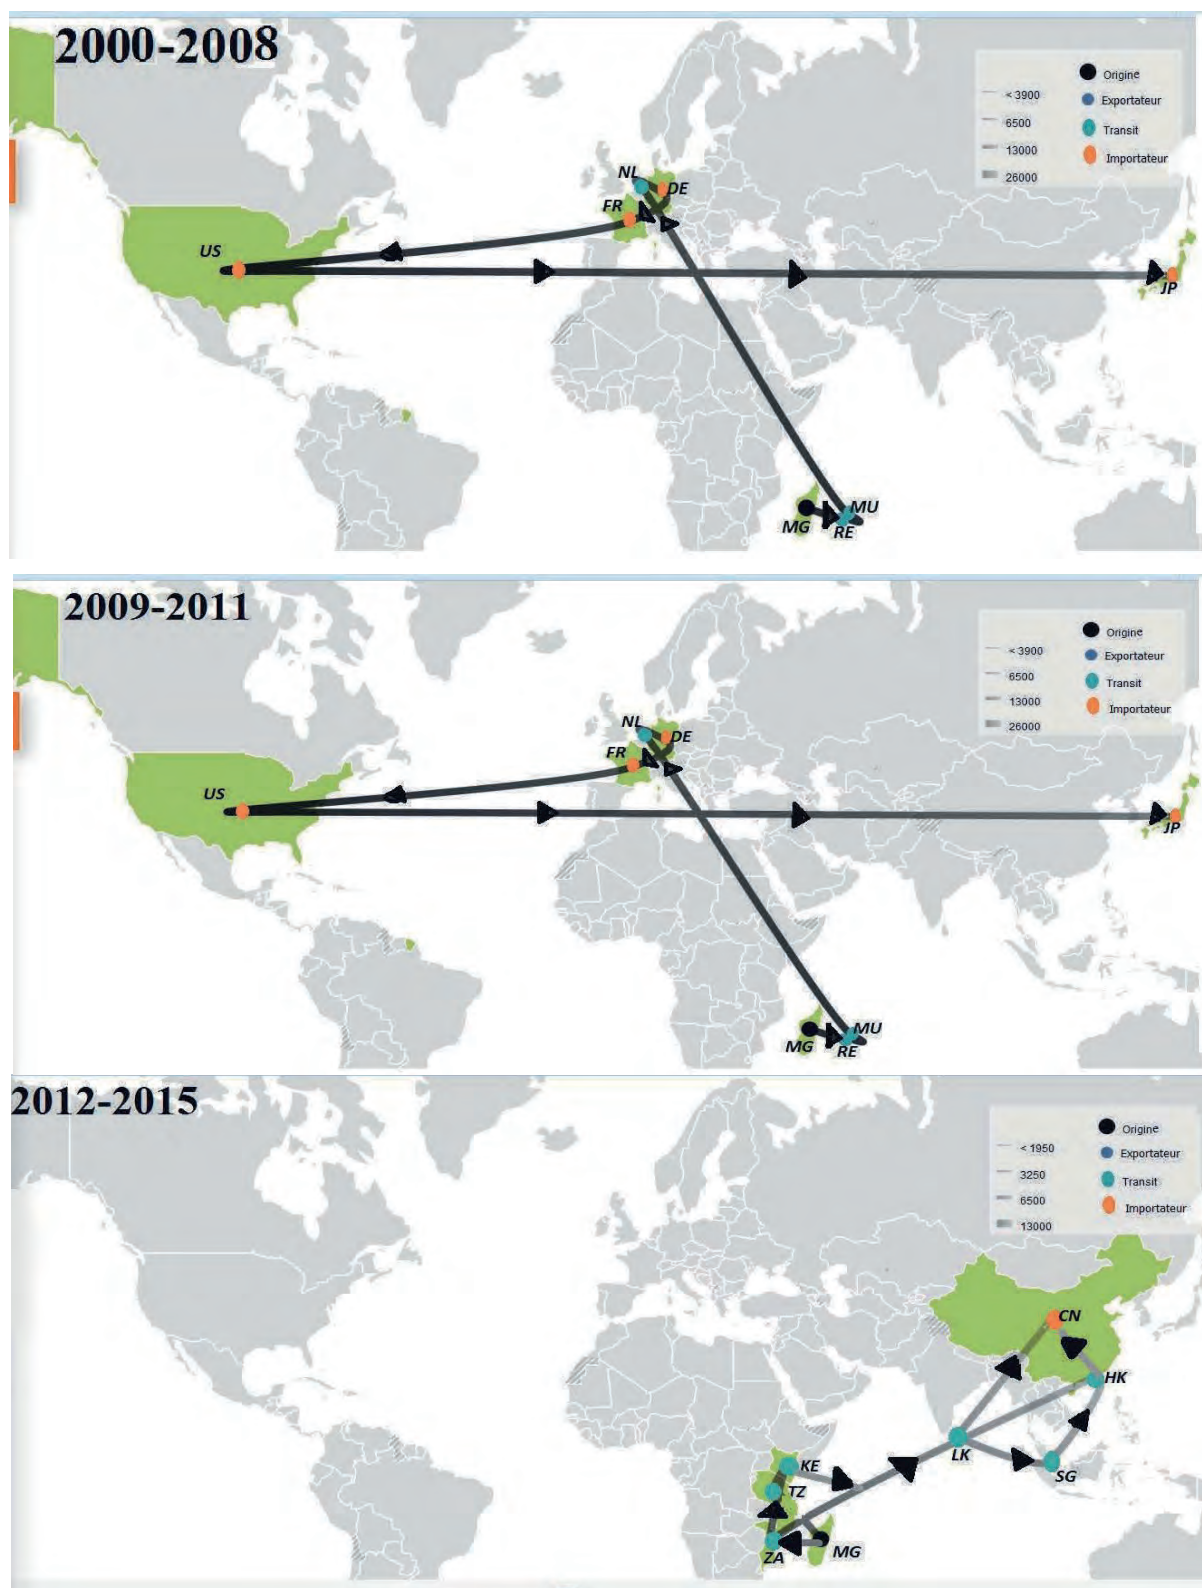 2000-2008
Origine
< 3900
Exportateur
6500
Transit
13000
Importateur
26000
NL
DE
FR
US
JP
MU
MG
RE
2009-2011
Origine
< 3900
Exportateur
6500
Transit
13000
Importateur
26000
NL
DE
FR
US
JP
MU
MG
RE
2012-2015
Origine
< 1950
Exportateur
3250
Transit
6500
Importateur
13000
CN
HK
LK
SG
KE
TZ
ZA
MG